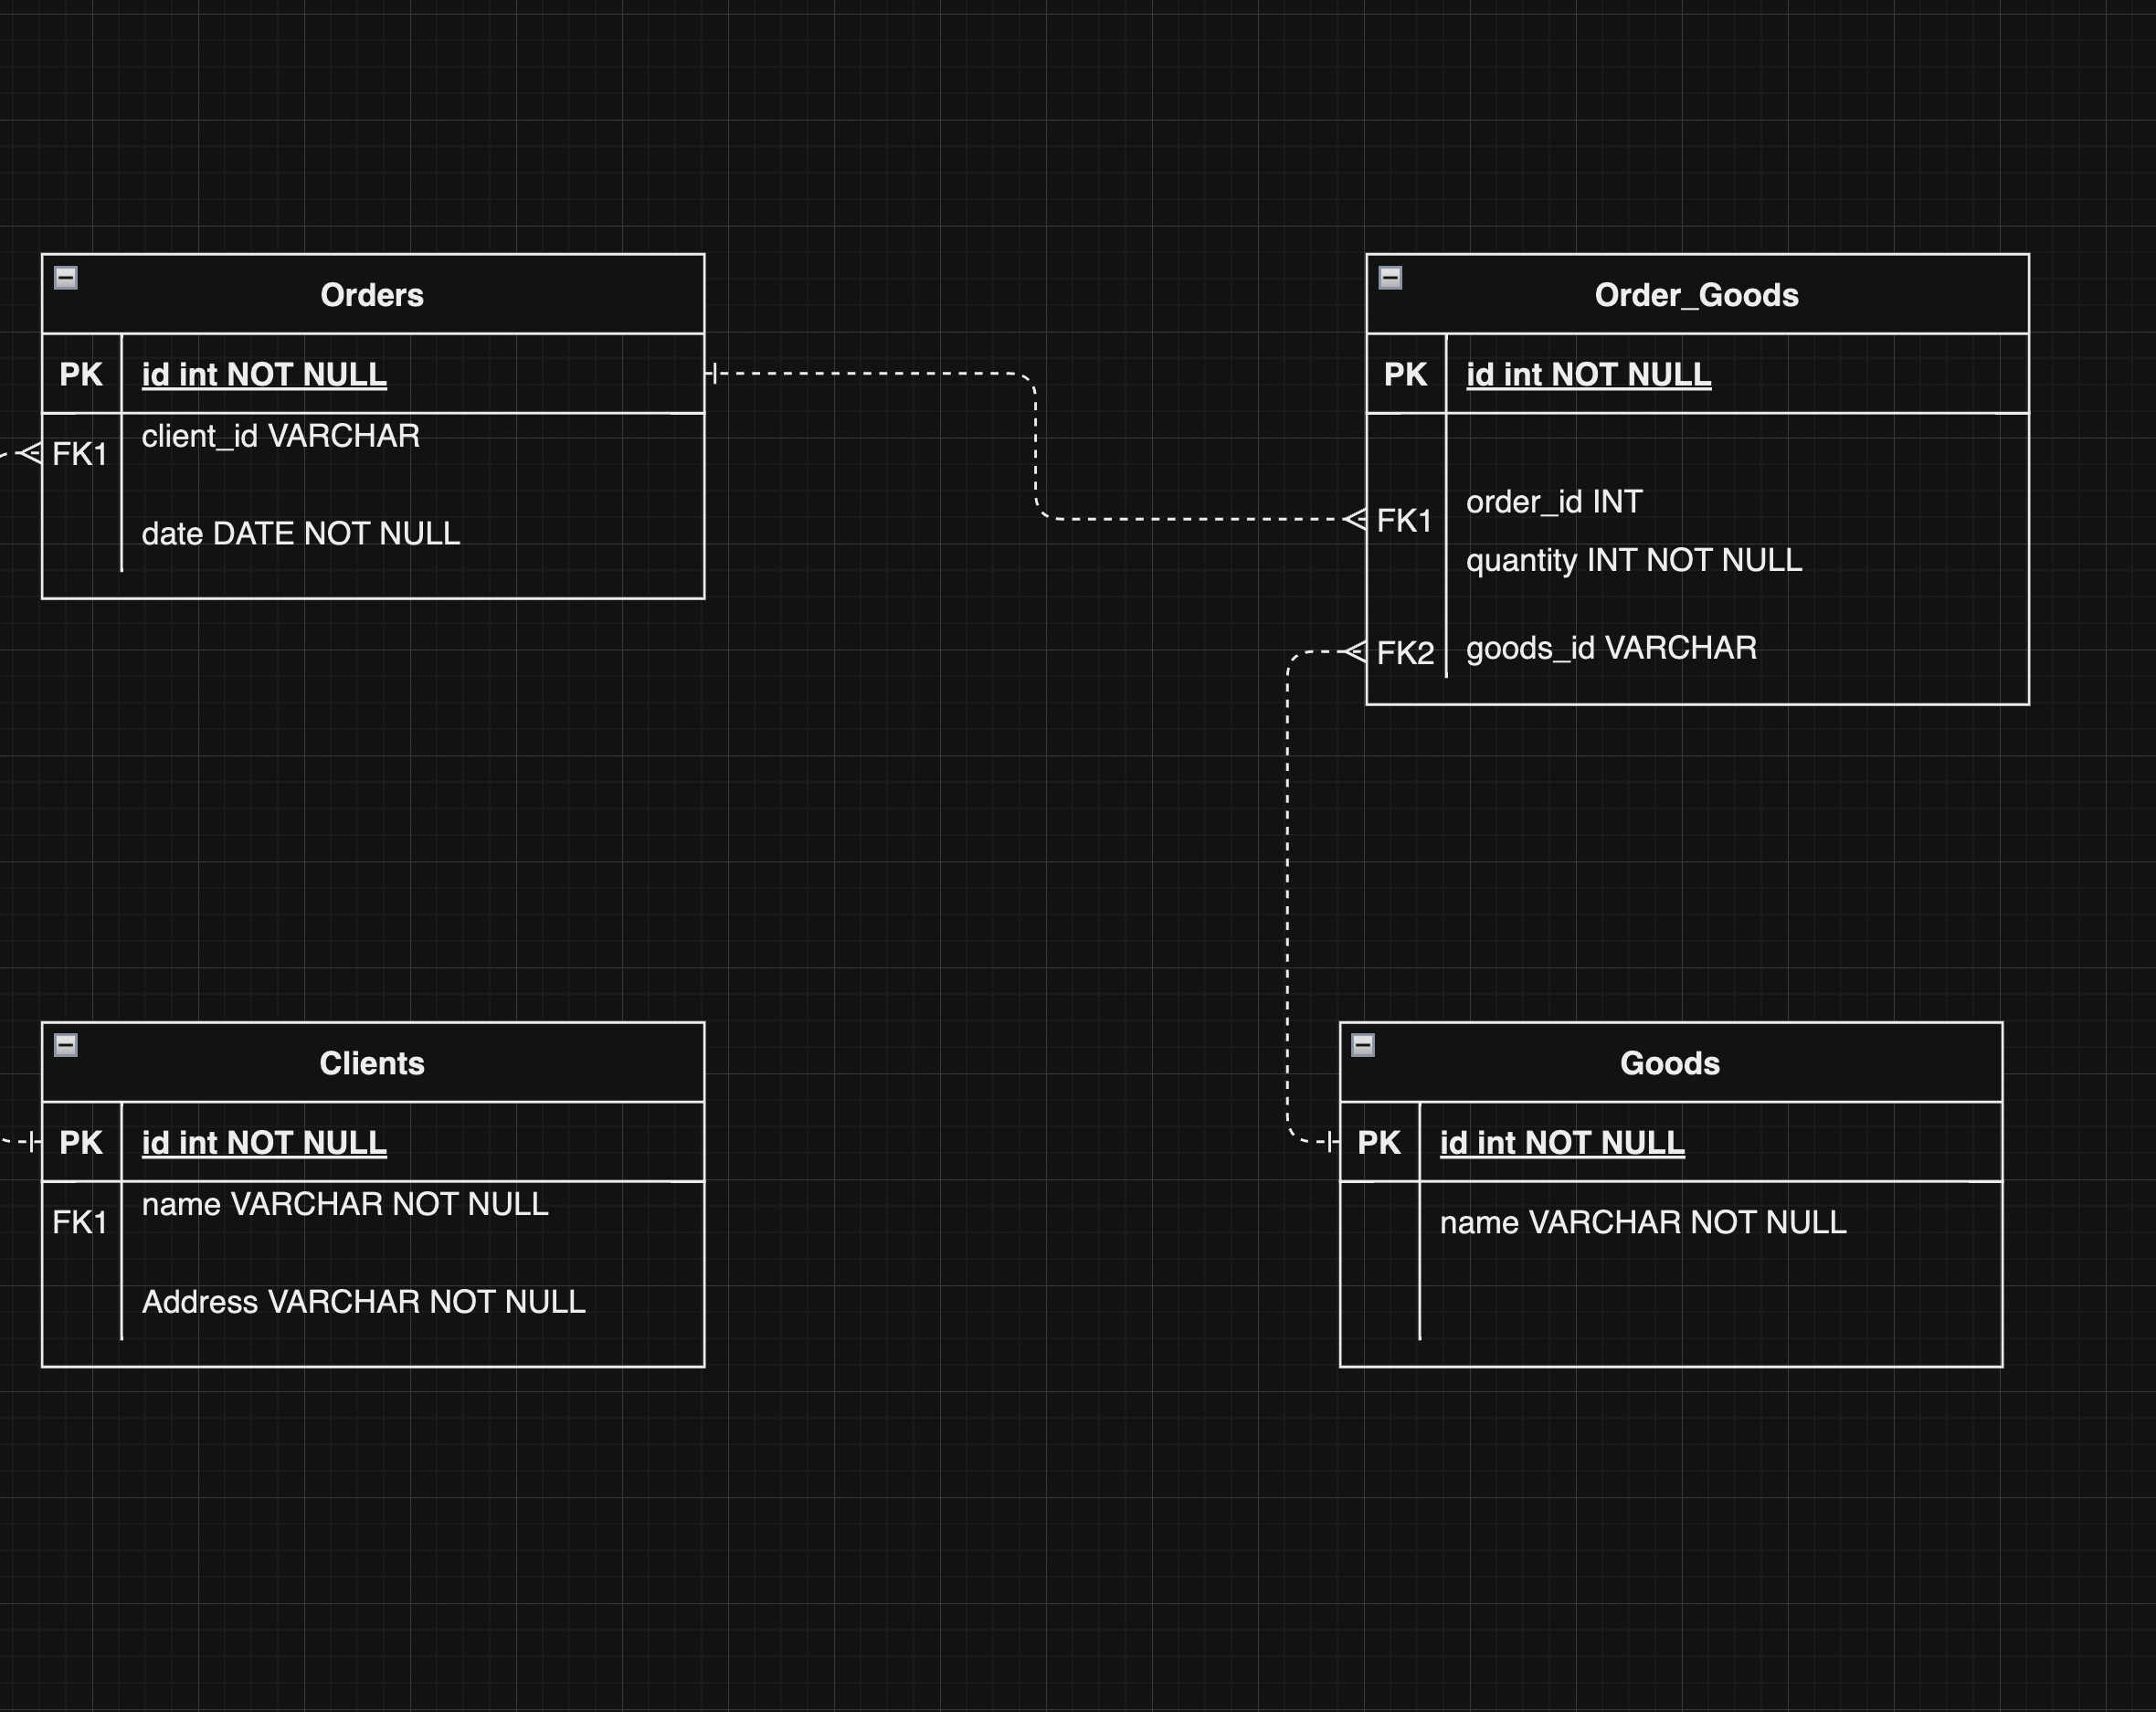 Orders
PK id int NOT NULL
FK1 client_id VARCHAR
date DATE NOT NULL
Order_Goods
PK id int NOT NULL
FK1 order_id INT
quantity INT NOT NULL
FK2 goods_id VARCHAR
Clients
PK id int NOT NULL
FK1 name VARCHAR NOT NULL
Address VARCHAR NOT NULL
Goods
PK id int NOT NULL
name VARCHAR NOT NULL